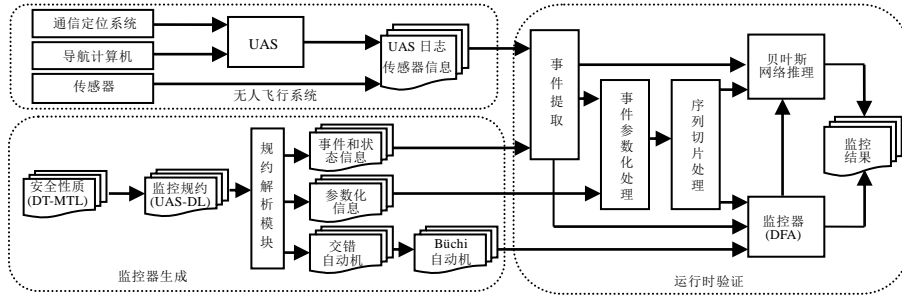 通信定位系统
导航计算机
传感器
UAS
UAS 日志
传感器信息
无人飞行系统
安全性质
(DT-MTL)
监控规约
(UAS-DL)
规约解析模块
事件和状
态信息
参数化
信息
交错
自动机
Büchi
自动机
监控器生成
事件提取
事件参数化处理
序列切片处理
贝叶斯
网络推理
监控器
(DFA)
监控
结果
运行时验证